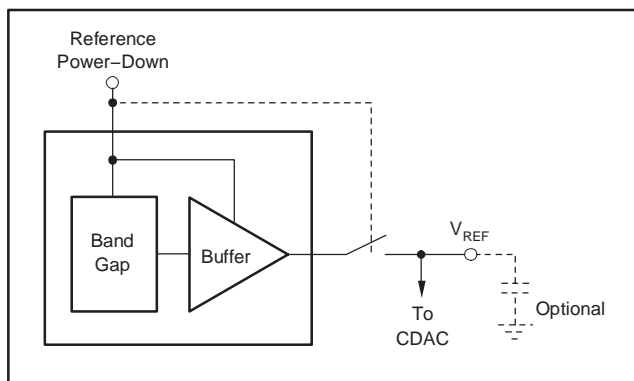 Reference
Power−Down
Band
Gap
Buffer
V_REF
To
CDAC
Optional